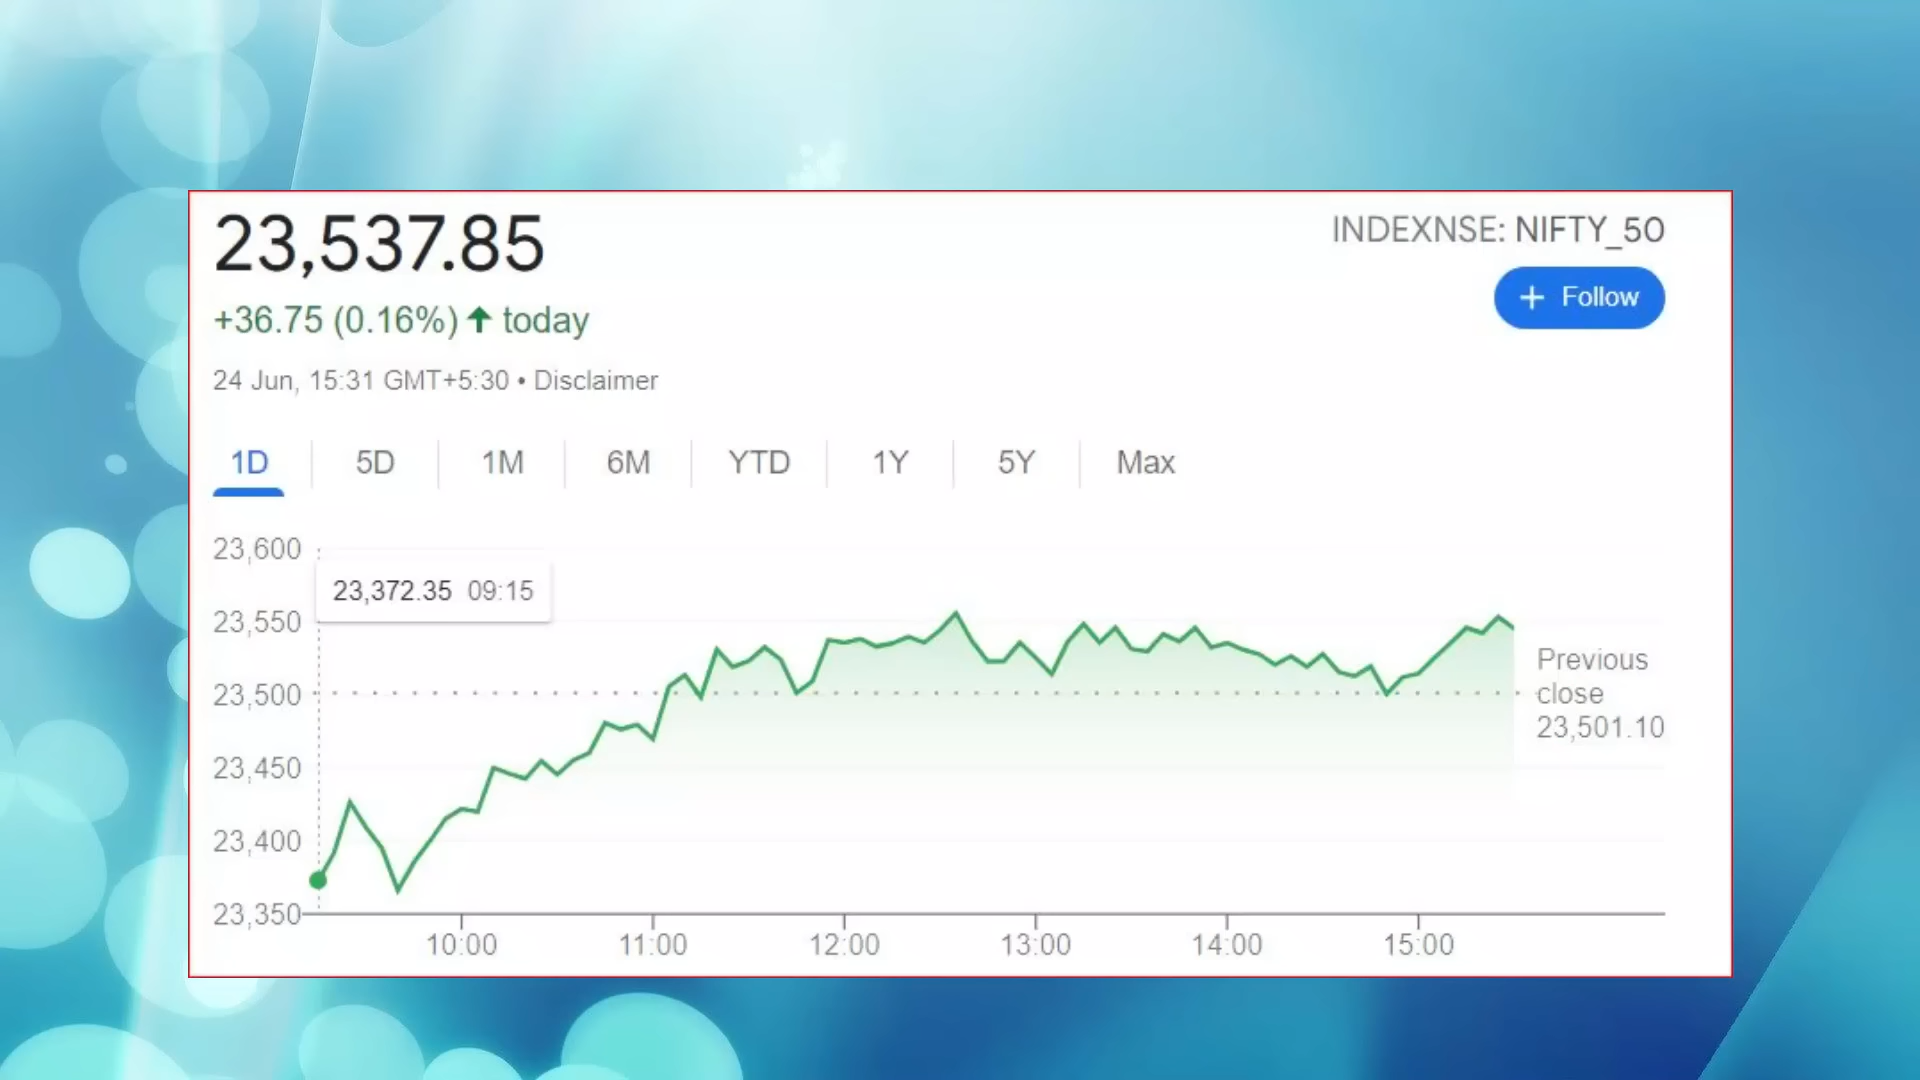 23,537.85
INDEXNSE: NIFTY_50
+ Follow
+36.75 (0.16%) ↑ today
24 Jun, 15:31 GMT+5:30 • Disclaimer
1D 5D 1M 6M YTD 1Y 5Y Max
23,600
23,372.35 09:15
23,550
Previous
close
23,501.10
23,500
23,450
23,400
23,350
10:00 11:00 12:00 13:00 14:00 15:00